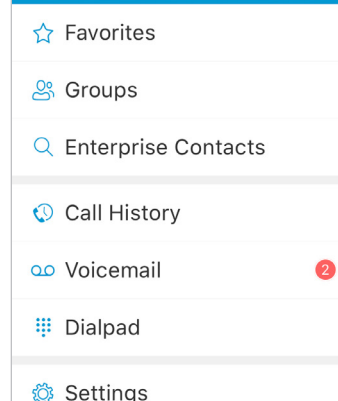 Favorites
Groups
Enterprise Contacts
Call History
Voicemail
2
Dialpad
Settings